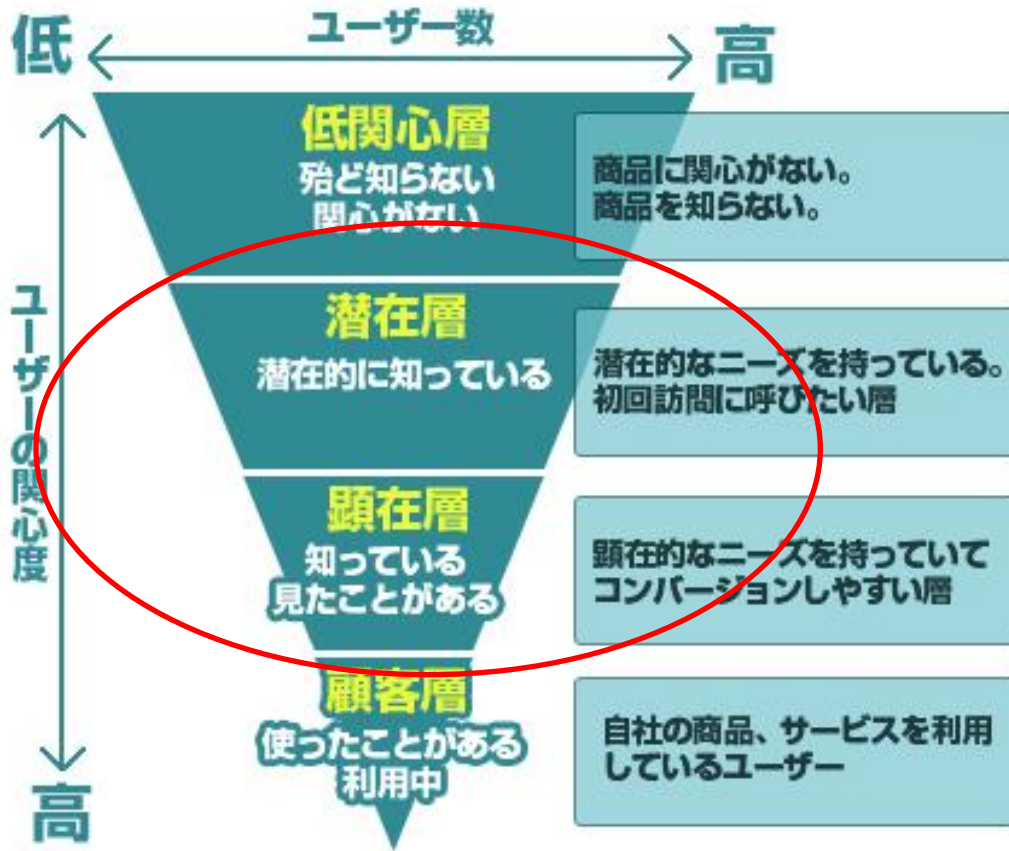 低
ユーザー数
高
低関心層
殆ど知らない
関心がない
商品に関心がない。
商品を知らない。
ユーザーの関心度
潜在層
潜在的に知っている
潜在的なニーズを持っている。
初回訪問に呼びたい層
顕在層
知っている
見たことがある
顕在的なニーズを持っていて
コンバージョンしやすい層
顧客層
使ったことがある
利用中
自社の商品、サービスを利用
しているユーザー
高